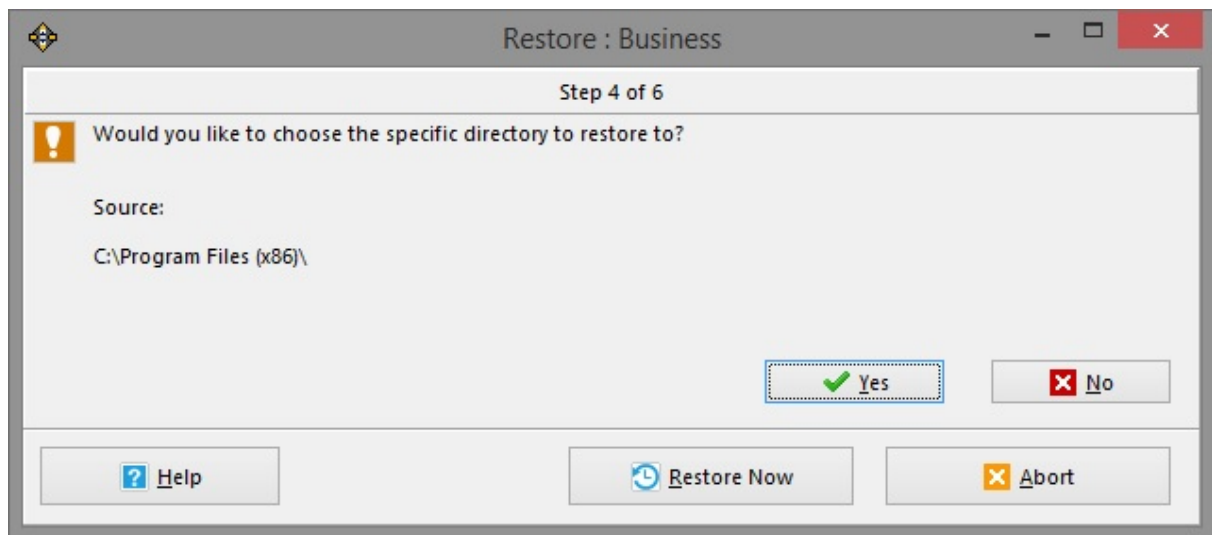 Restore : Business
Step 4 of 6
Would you like to choose the specific directory to restore to?
Source:
C:\Program Files (x86)\
Yes
No
Help
Restore Now
Abort